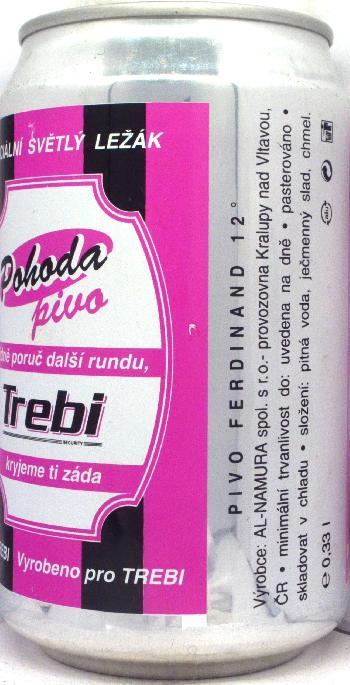 SVĚTLÝ LEŽÁK
Pohoda
pivo
poruč další rundu,
Trebi
SECURITY
kryjeme ti záda
Vyrobeno pro TREBI
PIVO FERDINAND 12°
Výrobce: AL-NAMURA spol. s r.o.- provozovna Kralupy nad Vltavou,
ČR • minimální trvanlivost do: uvedena na dně • pasterováno •
skladovat v chladu • složení: pitná voda, ječmenný slad, chmel.
℮ 0,33 l
alu